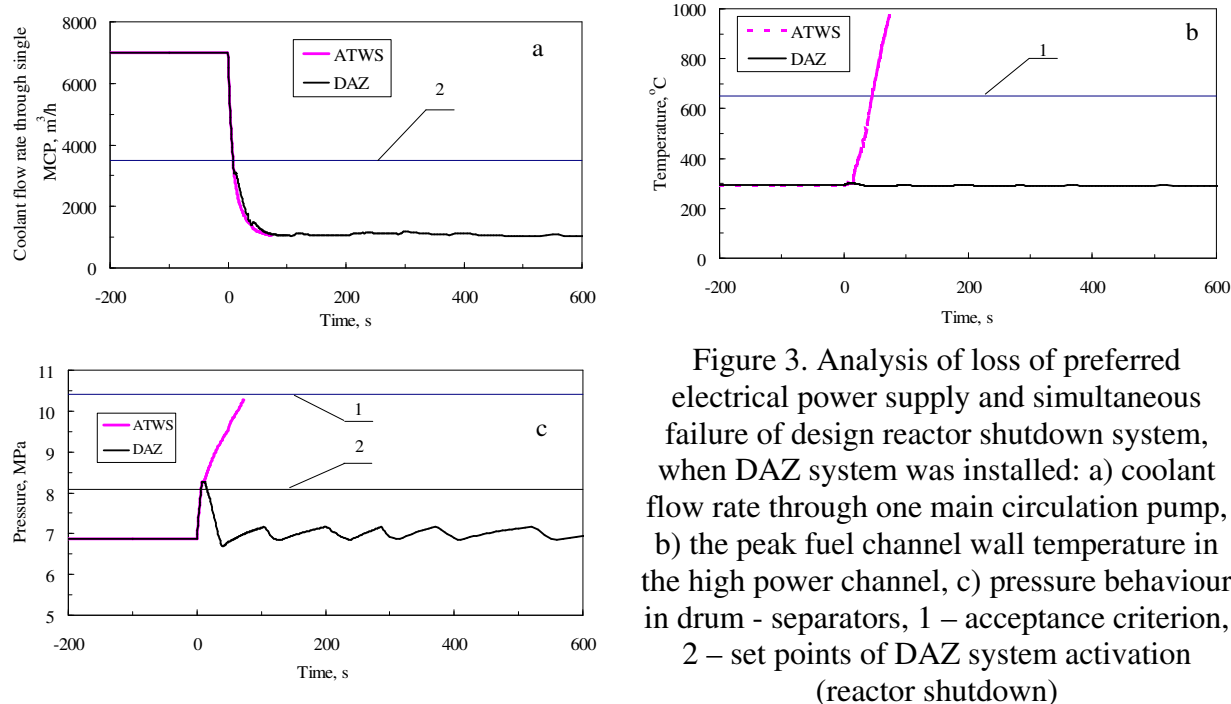 8000
6000
4000
2000
0
-200 0 200 400 600
Time, s
Coolant flow rate through single
MCP, m³/h
ATWS
DAZ
a
2
1000
800
600
400
200
0
-200 0 200 400 600
Time, s
Temperature, °C
ATWS
DAZ
b
1
11
10
9
8
7
6
5
-200 0 200 400 600
Time, s
Pressure, MPa
ATWS
DAZ
c
1
2
Figure 3. Analysis of loss of preferred
electrical power supply and simultaneous
failure of design reactor shutdown system,
when DAZ system was installed: a) coolant
flow rate through one main circulation pump,
b) the peak fuel channel wall temperature in
the high power channel, c) pressure behaviour
in drum - separators, 1 – acceptance criterion,
2 – set points of DAZ system activation
(reactor shutdown)